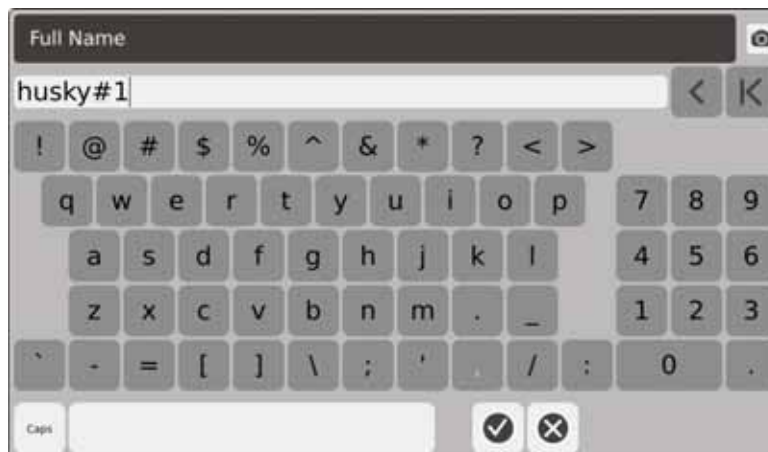 Full Name
husky#1
! @ # $ % ^ & * ? < >
q w e r t y u i o p 7 8 9
a s d f g h j k l 4 5 6
z x c v b n m . _ 1 2 3
` - = [ ] \ ; ' , / : 0 .
Caps